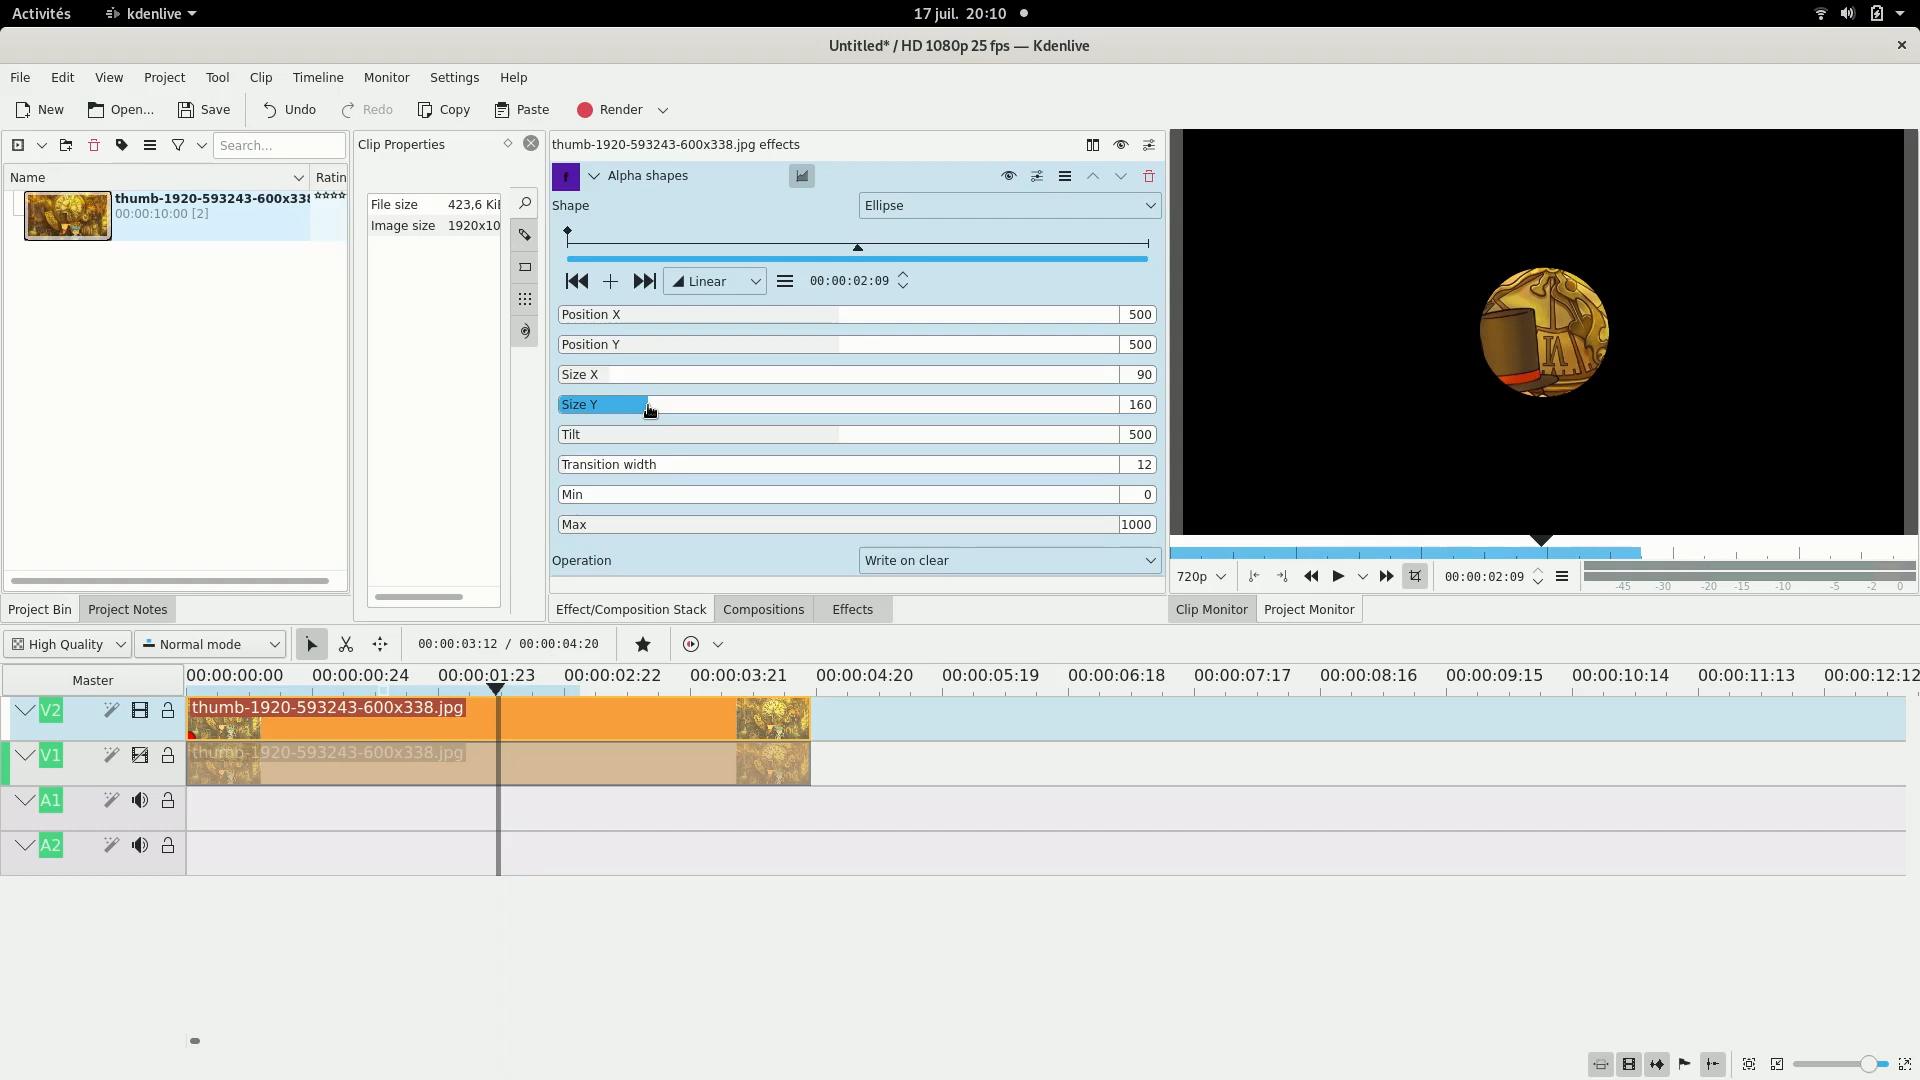 Activités kdenlive 17 juil. 20:10
Untitled* / HD 1080p 25 fps — Kdenlive
File Edit View Project Tool Clip Timeline Monitor Settings Help
New Open... Save Undo Redo Copy Paste Render
Search...
Name Ratin
thumb-1920-593243-600x338
00:00:10:00 [2]
Clip Properties
File size 423,6 Ki
Image size 1920x10
thumb-1920-593243-600x338.jpg effects
f Alpha shapes
Shape Ellipse
Linear 00:00:02:09
Position X 500
Position Y 500
Size X 90
Size Y 160
Tilt 500
Transition width 12
Min 0
Max 1000
Operation Write on clear
720p 00:00:02:09
-45 -30 -20 -15 -10 -5 -2 0
Project Bin Project Notes
Effect/Composition Stack Compositions Effects
Clip Monitor Project Monitor
High Quality Normal mode 00:00:03:12 / 00:00:04:20
Master 00:00:00:00 00:00:00:24 00:00:01:23 00:00:02:22 00:00:03:21 00:00:04:20 00:00:05:19 00:00:06:18 00:00:07:17 00:00:08:16 00:00:09:15 00:00:10:14 00:00:11:13 00:00:12:12
V2 thumb-1920-593243-600x338.jpg
V1 thumb-1920-593243-600x338.jpg
A1
A2